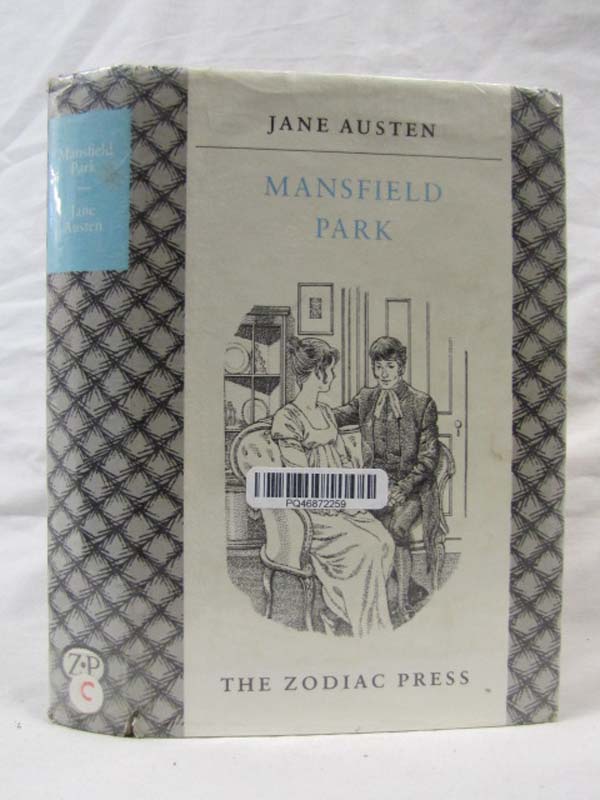 JANE AUSTEN
MANSFIELD
PARK
PQ46872259
THE ZODIAC PRESS
Mansfield
Park
Jane
Austen
Z•P
C